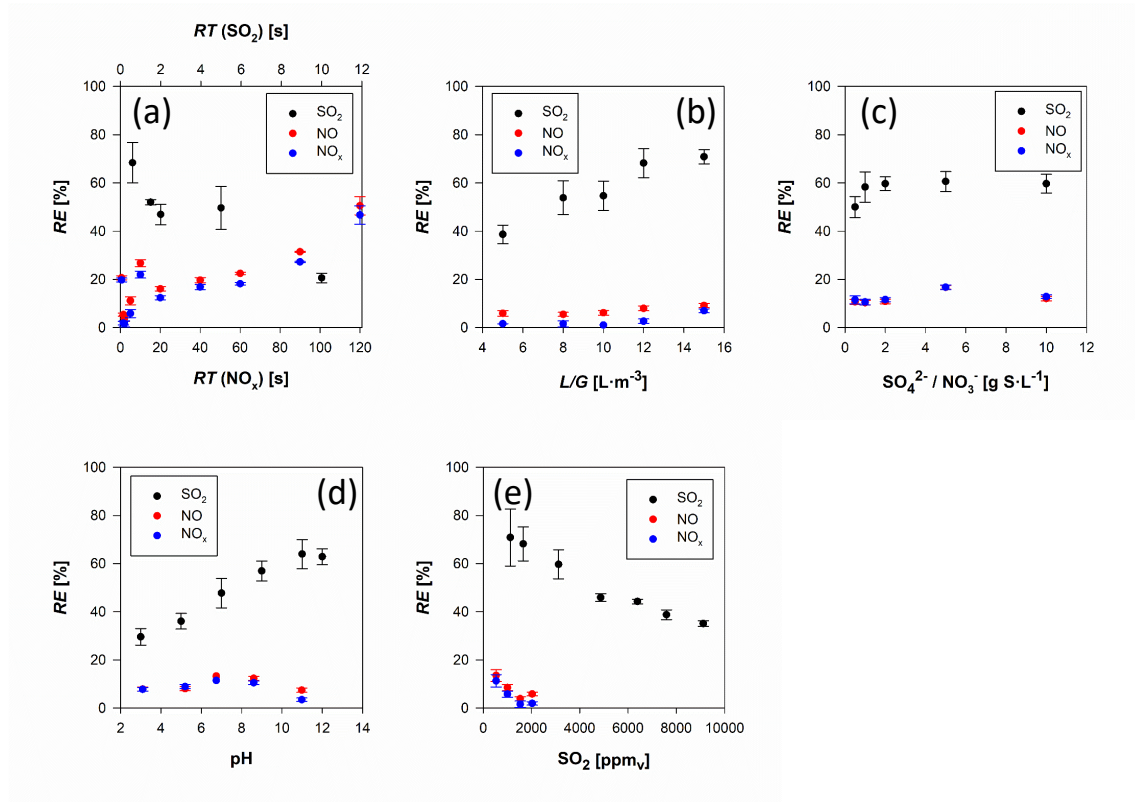 RT (SO2) [s]
0 2 4 6 8 10 12
(a)
SO2
NO
NOx
100
80
60
40
20
0
RE [%]
0 20 40 60 80 100 120
RT (NOx) [s]
(b)
SO2
NO
NOx
100
80
60
40
20
0
RE [%]
4 6 8 10 12 14 16
L/G [L·m-3]
(c)
SO2
NO
NOx
100
80
60
40
20
0
RE [%]
0 2 4 6 8 10 12
SO42- / NO3- [g S·L-1]
(d)
SO2
NO
NOx
100
80
60
40
20
0
RE [%]
2 4 6 8 10 12 14
pH
(e)
SO2
NO
NOx
100
80
60
40
20
0
RE [%]
0 2000 4000 6000 8000 10000
SO2 [ppmv]